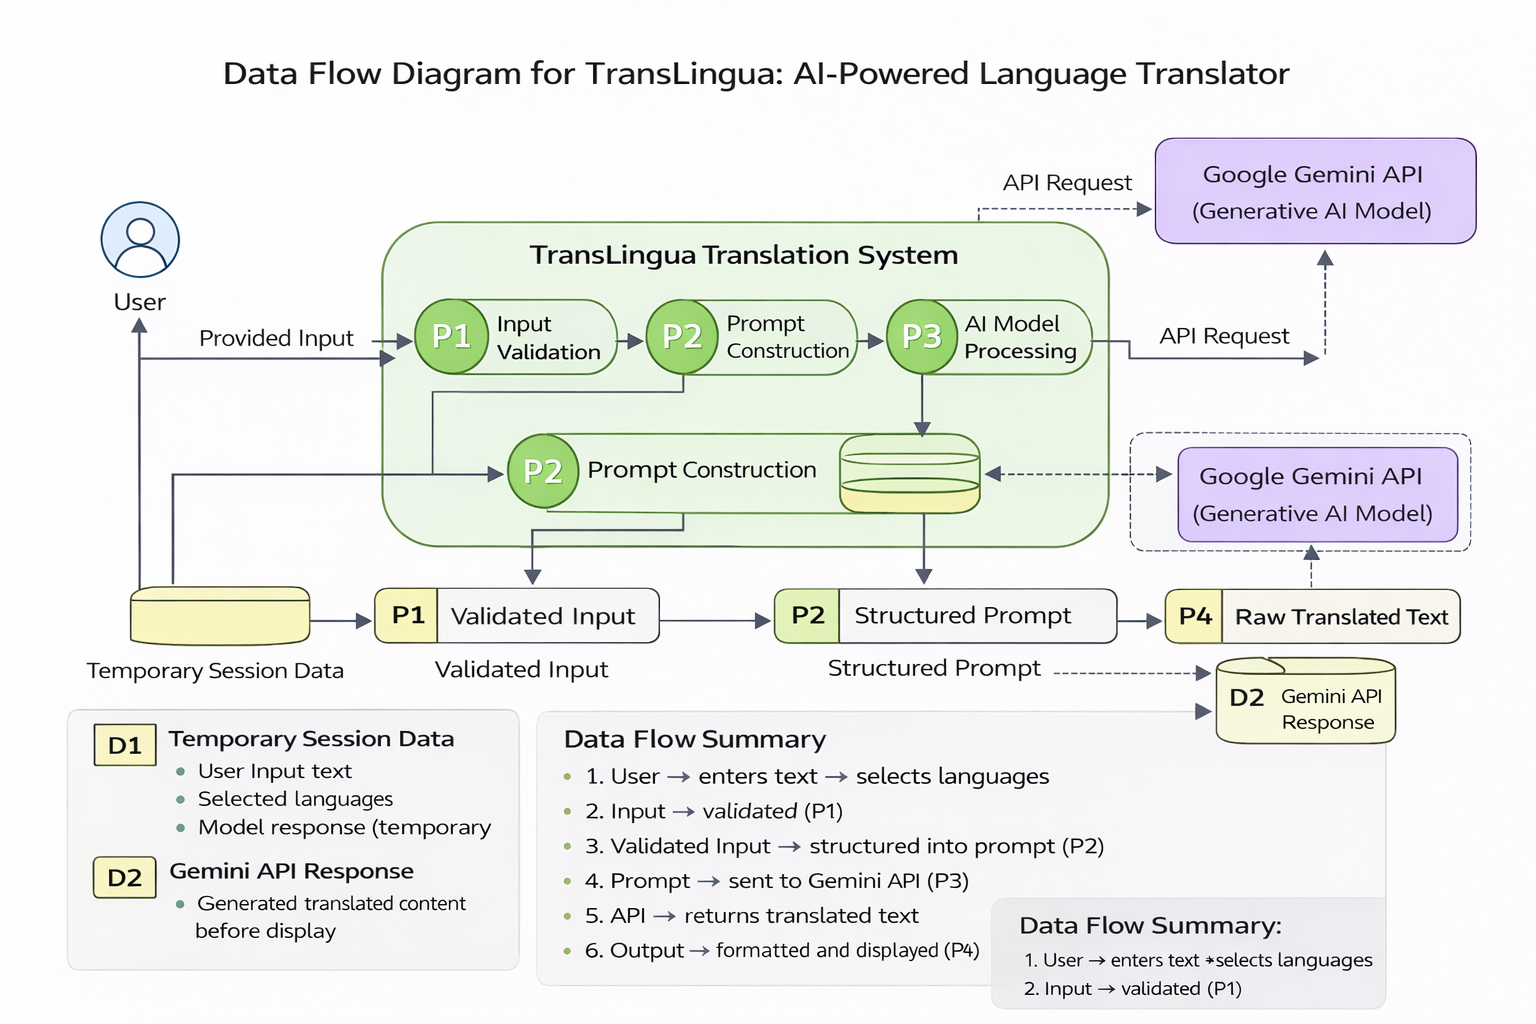 Data Flow Diagram for TransLingua: AI-Powered Language Translator
API Request
Google Gemini API
(Generative AI Model)
User
TransLingua Translation System
Provided Input
P1
Input
Validation
P2
Prompt
Construction
P3
AI Model
Processing
API Request
P2
Prompt Construction
Google Gemini API
(Generative AI Model)
P1
Validated Input
P2
Structured Prompt
P4
Raw Translated Text
Temporary Session Data
Validated Input
Structured Prompt
D2
Gemini API
Response
D1
Temporary Session Data
• User Input text
• Selected languages
• Model response (temporary
D2
Gemini API Response
• Generated translated content
before display
Data Flow Summary
• 1. User → enters text → selects languages
• 2. Input → validated (P1)
• 3. Validated Input → structured into prompt (P2)
• 4. Prompt → sent to Gemini API (P3)
• 5. API → returns translated text
• 6. Output → formatted and displayed (P4)
Data Flow Summary:
1. User → enters text →selects languages
2. Input → validated (P1)